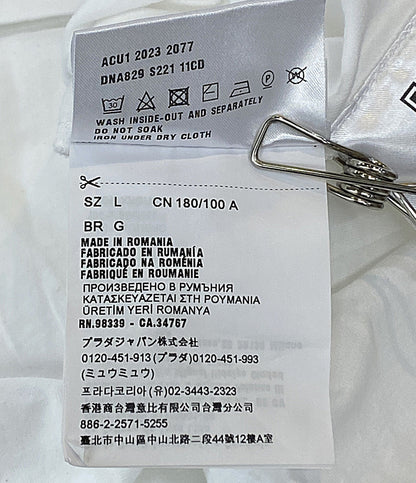 ACU1 2023 2077
DNA829 S221 11CD
30
P
W
WASH INSIDE-OUT AND SEPARATELY
DO NOT SOAK
IRON UNDER DRY CLOTH
SZ L CN 180/100 A
BR G
MADE IN ROMANIA
FABRICADO EN RUMANÍA
FABRICADO NA ROMÊNIA
FABRIQUÉ EN ROUMANIE
ПРОИЗВЕДЕНО В РУМЪНИЯ
ΚΑΤΑΣΚΕΥΑΖΕΤΑΙ ΣΤΗ ΡΟΥΜΑΝΙΑ
ÜRETİM YERİ ROMANYA
RN.98339 - CA.34767
プラダジャパン株式会社
0120-451-913 (プラダ) 0120-451-993
(ミュウミュウ)
프라다코리아 (유) 02-3443-2323
香港商台灣意比一有限公司台灣分公司
886-2-2571-5255
臺北市中山區中山北路二段44號12樓A室